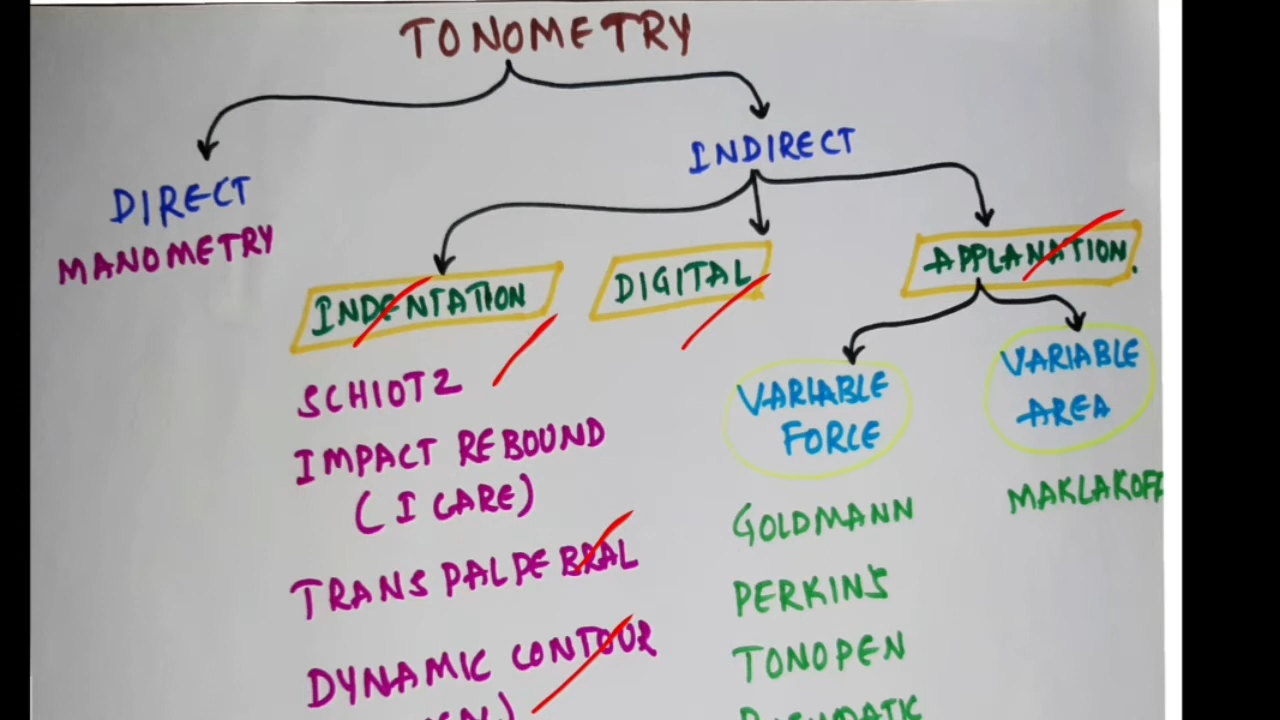 TONOMETRY
DIRECT
MANOMETRY
INDIRECT
INDENTATION
SCHIOTZ
IMPACT REBOUND
(I CARE)
TRANS PALPEBRAL
DYNAMIC CONTOUR
DIGITAL
APPLANATION.
VARIABLE
FORCE
GOLDMANN
PERKINS
TONOPEN
VARIABLE
AREA
MAKLAKOFF